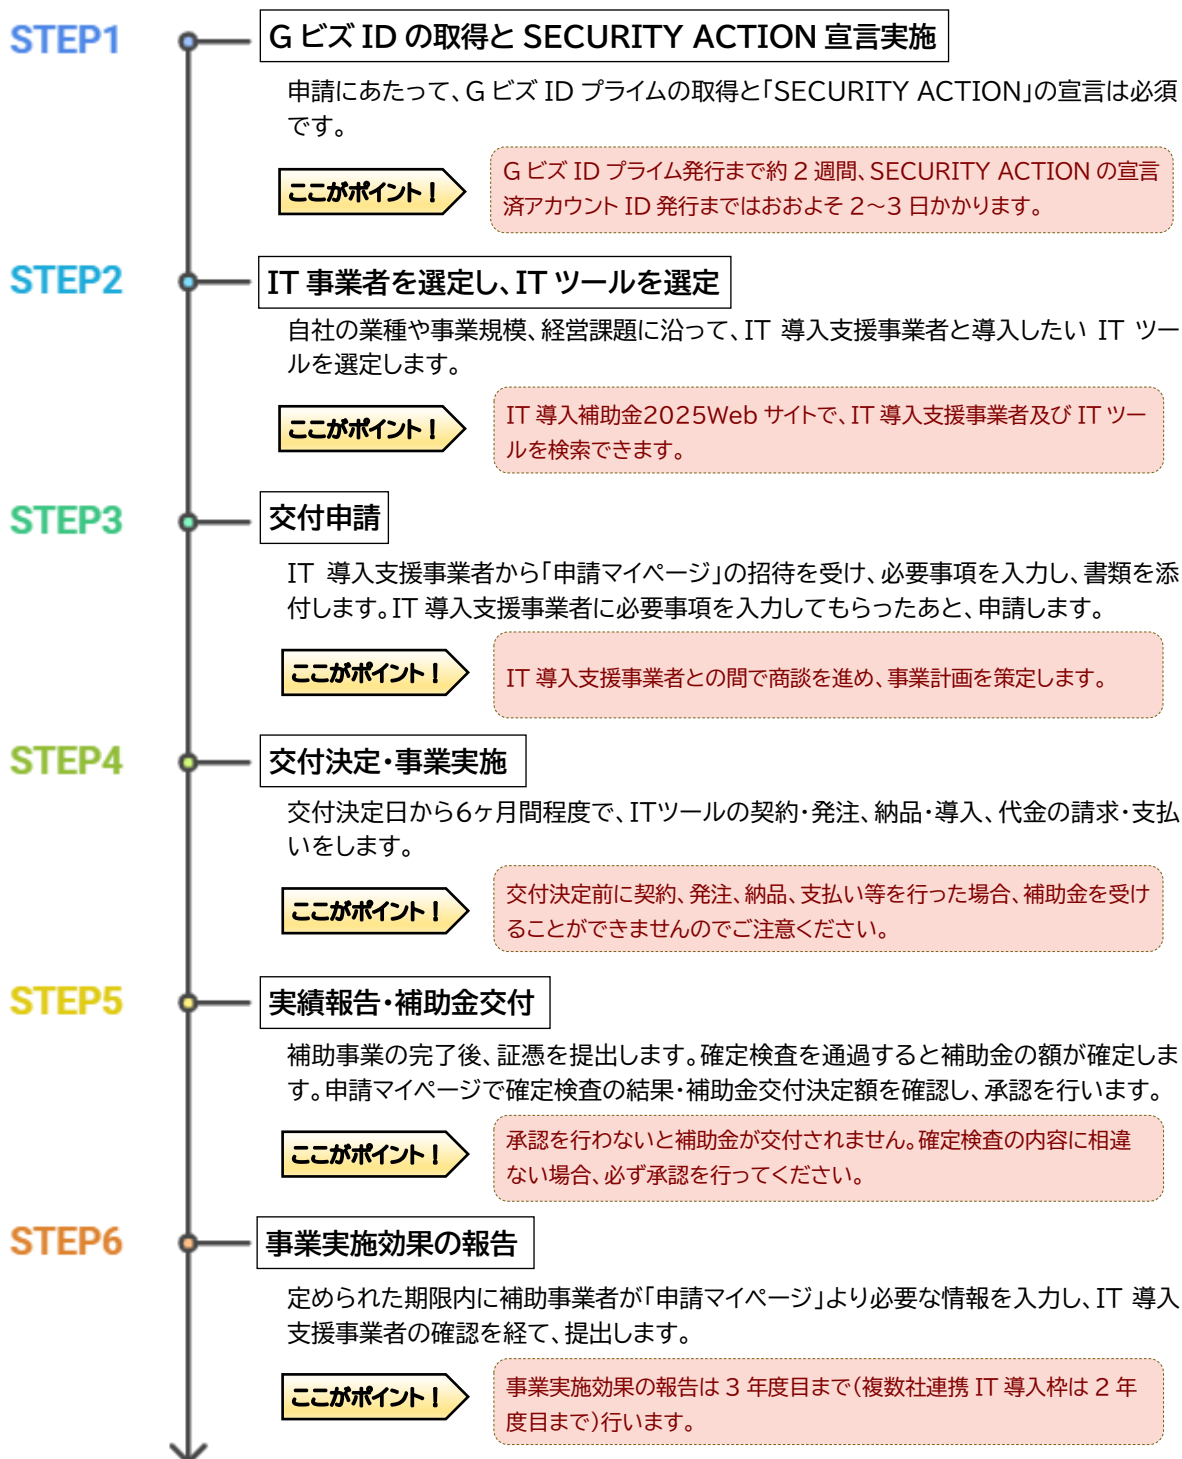 STEP1
G ビズ ID の取得と SECURITY ACTION 宣言実施
申請にあたって、G ビズ ID プライムの取得と「SECURITY ACTION」の宣言は必須
です。
ここがポイント！
G ビズ ID プライム発行まで約 2 週間、SECURITY ACTION の宣言
済アカウント ID 発行まではおおよそ 2～3 日かかります。
STEP2
IT 事業者を選定し、IT ツールを選定
自社の業種や事業規模、経営課題に沿って、IT 導入支援事業者と導入したい IT ツー
ルを選定します。
ここがポイント！
IT 導入補助金2025Web サイトで、IT 導入支援事業者及び IT ツー
ルを検索できます。
STEP3
交付申請
IT 導入支援事業者から「申請マイページ」の招待を受け、必要事項を入力し、書類を添
付します。IT 導入支援事業者に必要事項を入力してもらったあと、申請します。
ここがポイント！
IT 導入支援事業者との間で商談を進め、事業計画を策定します。
STEP4
交付決定・事業実施
交付決定日から6ヶ月間程度で、ITツールの契約・発注、納品・導入、代金の請求・支払
いをします。
ここがポイント！
交付決定前に契約、発注、納品、支払い等を行った場合、補助金を受け
ることができませんのでご注意ください。
STEP5
実績報告・補助金交付
補助事業の完了後、証憑を提出します。確定検査を通過すると補助金の額が確定しま
す。申請マイページで確定検査の結果・補助金交付決定額を確認し、承認を行います。
ここがポイント！
承認を行わないと補助金が交付されません。確定検査の内容に相違
ない場合、必ず承認を行ってください。
STEP6
事業実施効果の報告
定められた期限内に補助事業者が「申請マイページ」より必要な情報を入力し、IT 導入
支援事業者の確認を経て、提出します。
ここがポイント！
事業実施効果の報告は 3 年度目まで（複数社連携 IT 導入枠は 2 年
度目まで）行います。